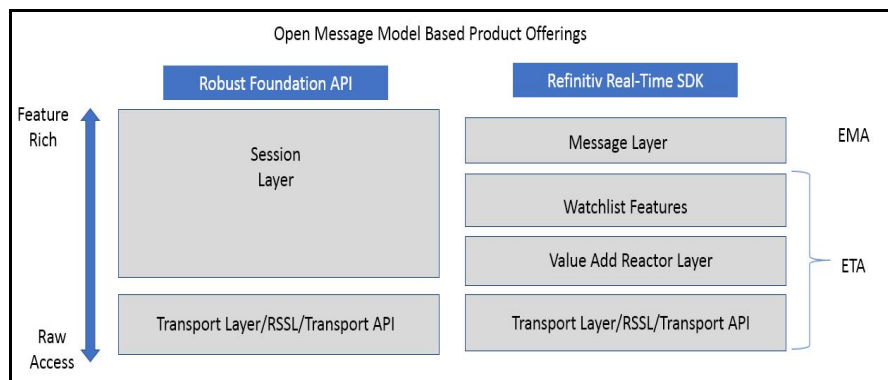 Open Message Model Based Product Offerings
Robust Foundation API
Refinitiv Real-Time SDK
Feature
Rich
Session
Layer
Message Layer
EMA
Watchlist Features
Value Add Reactor Layer
ETA
Transport Layer/RSSL/Transport API
Transport Layer/RSSL/Transport API
Raw
Access